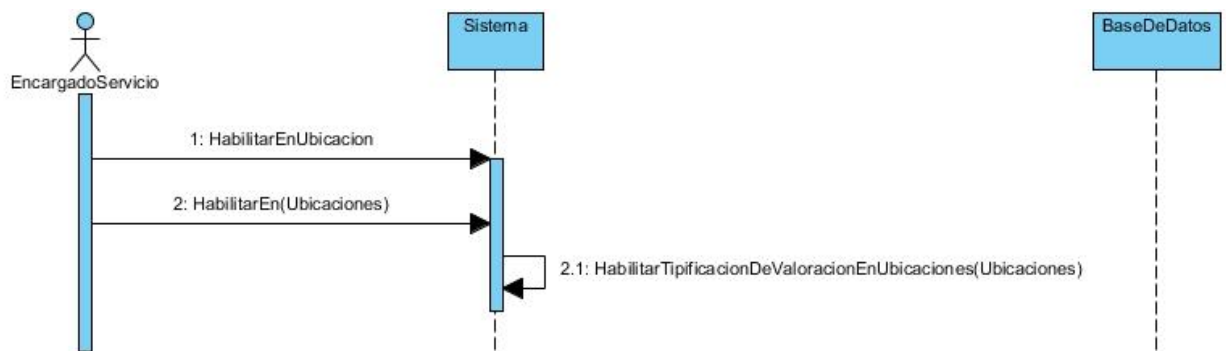 Sistema
BaseDeDatos
EncargadoServicio
1: HabilitarEnUbicacion
2: HabilitarEn(Ubicaciones)
2.1: HabilitarTipificacionDeValoracionEnUbicaciones(Ubicaciones)